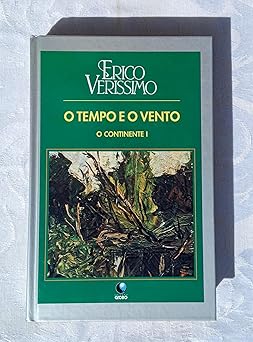 ERICO
VERISSIMO
O TEMPO E O VENTO
O CONTINENTE I
GLOBO